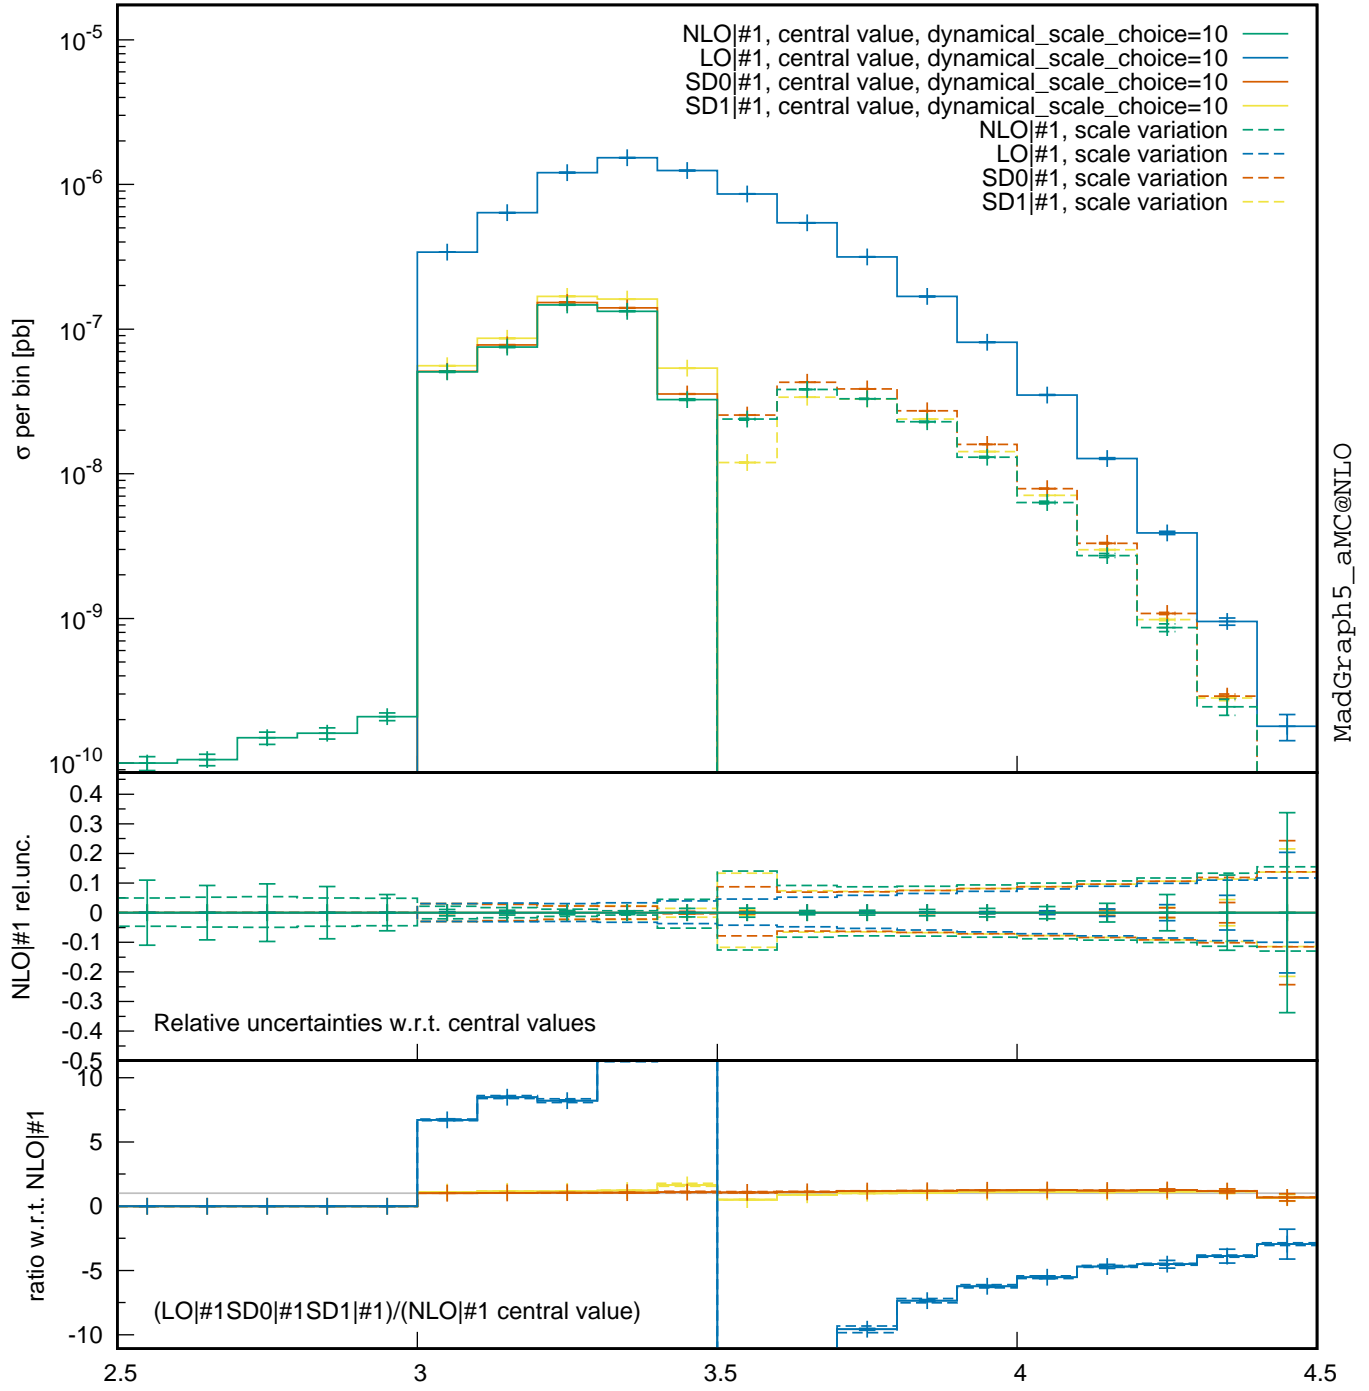 NLO|#1, central value, dynamical_scale_choice=10
LO|#1, central value, dynamical_scale_choice=10
SD0|#1, central value, dynamical_scale_choice=10
SD1|#1, central value, dynamical_scale_choice=10
NLO|#1, scale variation
LO|#1, scale variation
SD0|#1, scale variation
SD1|#1, scale variation
σ per bin [pb]
10-5
10-6
10-7
10-8
10-9
10-10
MadGraph5_aMC@NLO
NLO|#1 rel.unc.
0.4
0.3
0.2
0.1
0
-0.1
-0.2
-0.3
-0.4
-0.5
Relative uncertainties w.r.t. central values
ratio w.r.t. NLO|#1
10
5
0
-5
-10
(LO|#1SD0|#1SD1|#1)/(NLO|#1 central value)
2.5 3 3.5 4 4.5